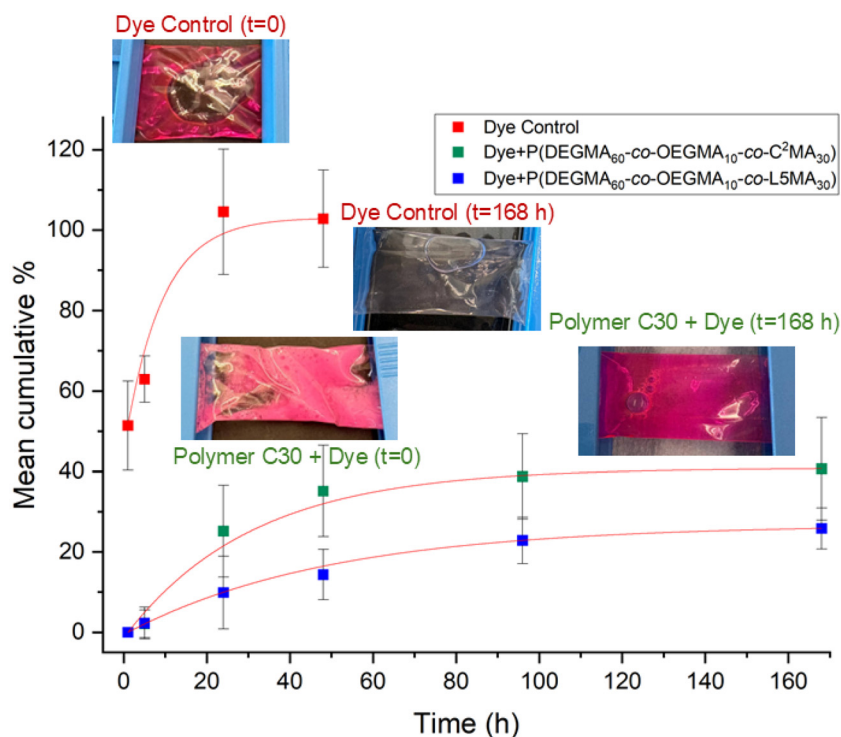 Dye Control (t=0)
Dye Control
Dye+P(DEGMA₆₀-co-OEGMA₁₀-co-C²MA₃₀)
Dye+P(DEGMA₆₀-co-OEGMA₁₀-co-L5MA₃₀)
Dye Control (t=168 h)
Polymer C30 + Dye (t=168 h)
Polymer C30 + Dye (t=0)
Mean cumulative %
120
100
80
60
40
20
0
0 20 40 60 80 100 120 140 160
Time (h)